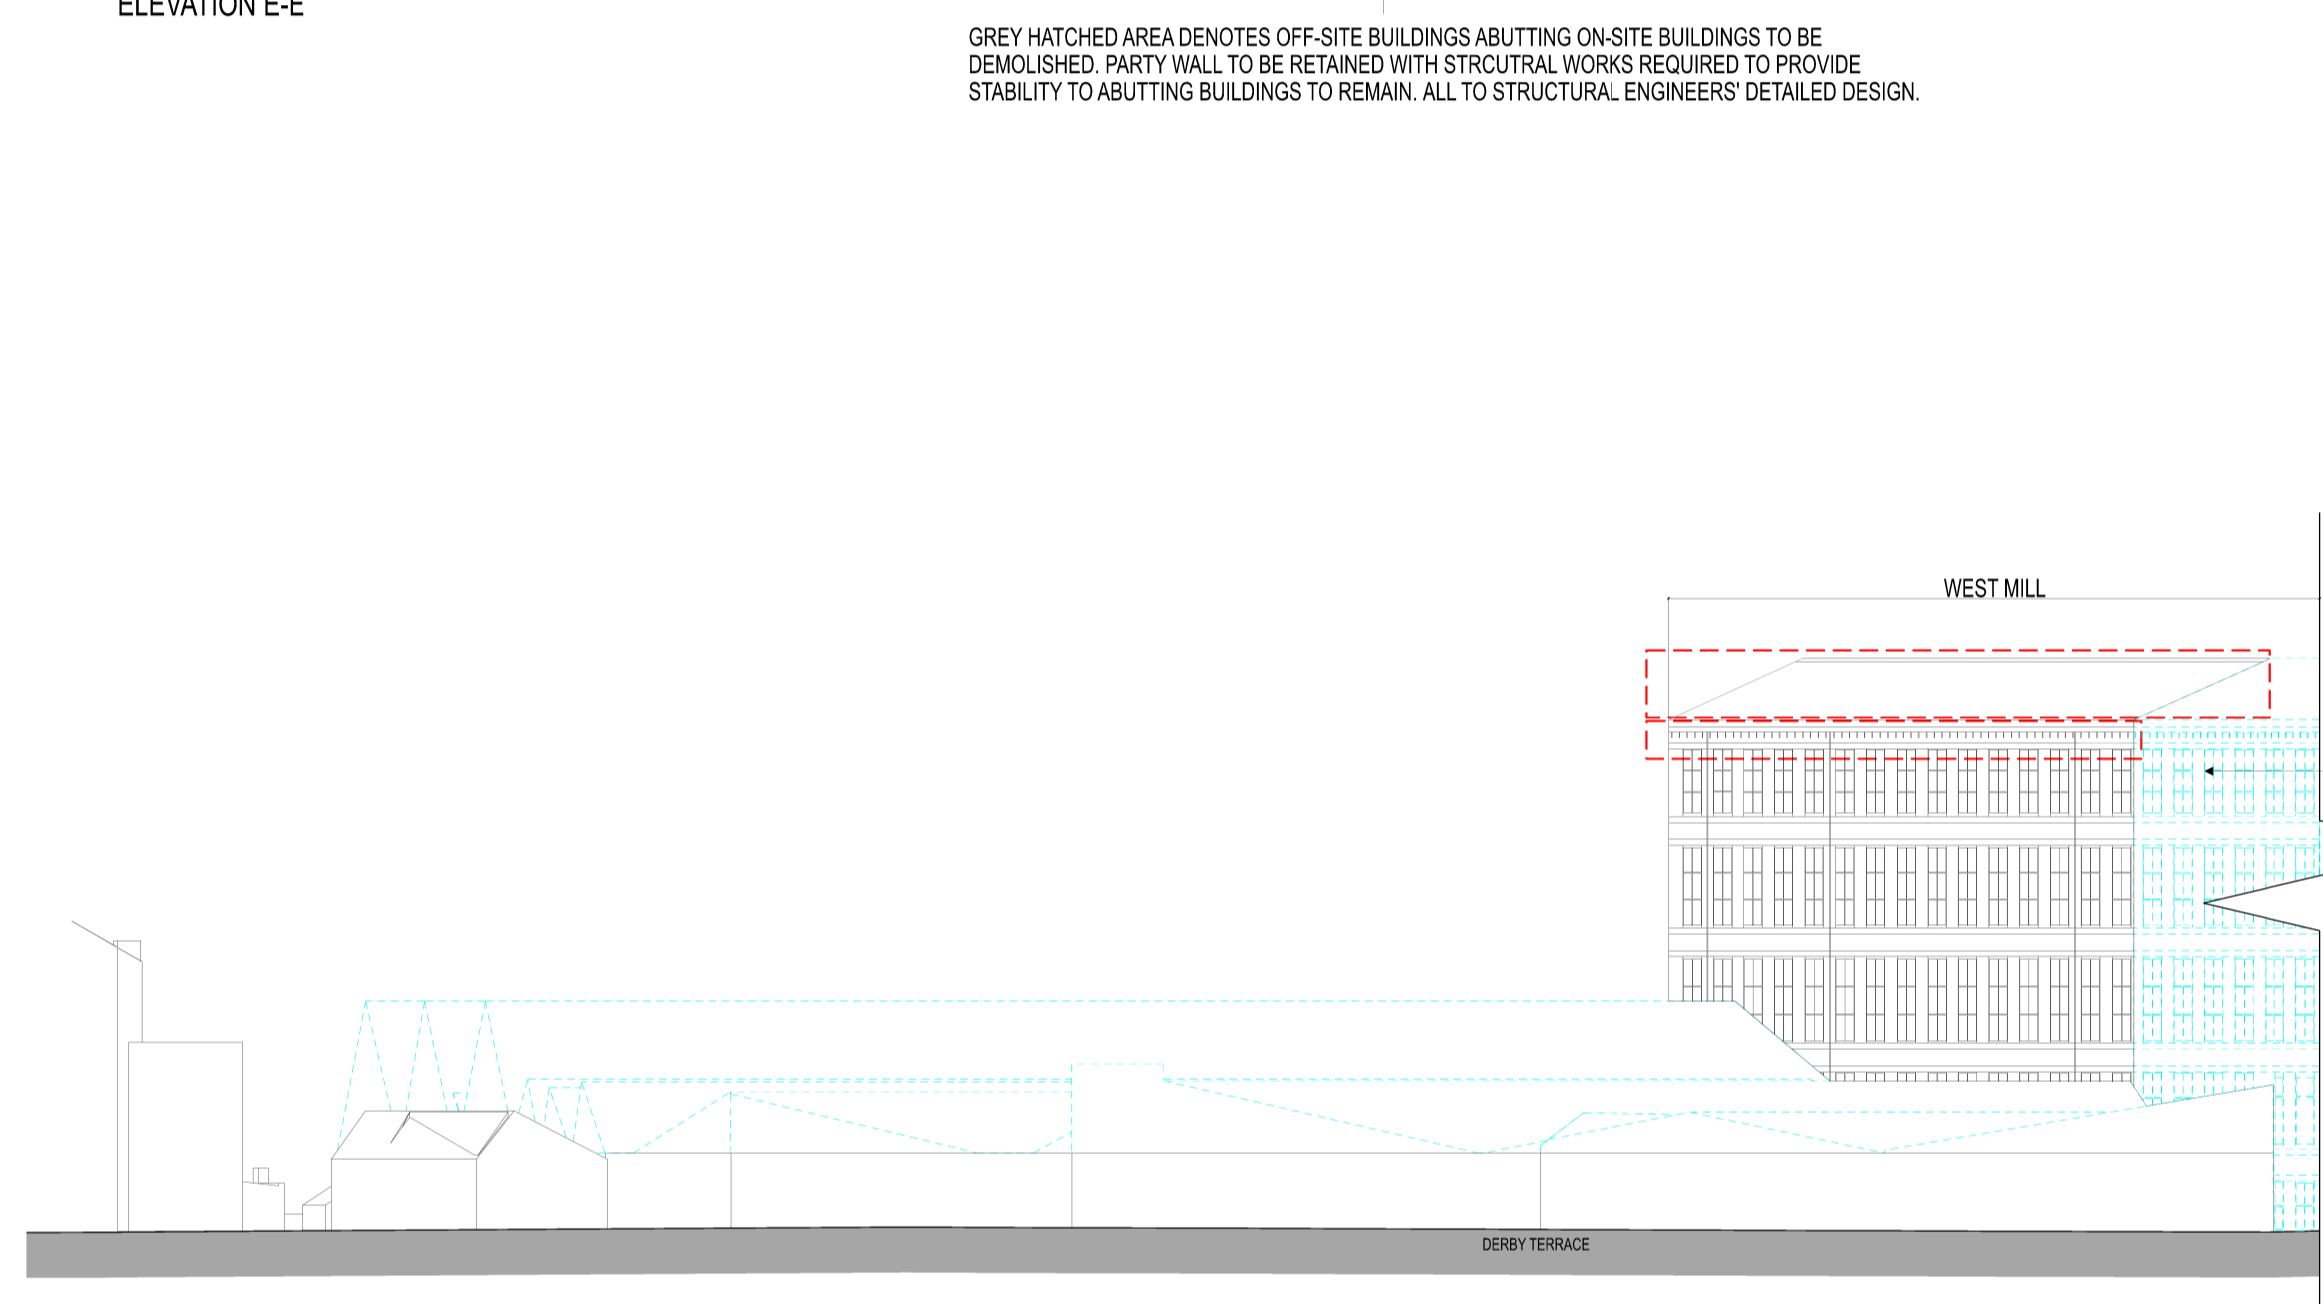 ELEVATION E-E
GREY HATCHED AREA DENOTES OFF-SITE BUILDINGS ABUTTING ON-SITE BUILDINGS TO BE
DEMOLISHED. PARTY WALL TO BE RETAINED WITH STRCUTRAL WORKS REQUIRED TO PROVIDE
STABILITY TO ABUTTING BUILDINGS TO REMAIN. ALL TO STRUCTURAL ENGINEERS' DETAILED DESIGN.
WEST MILL
DERBY TERRACE